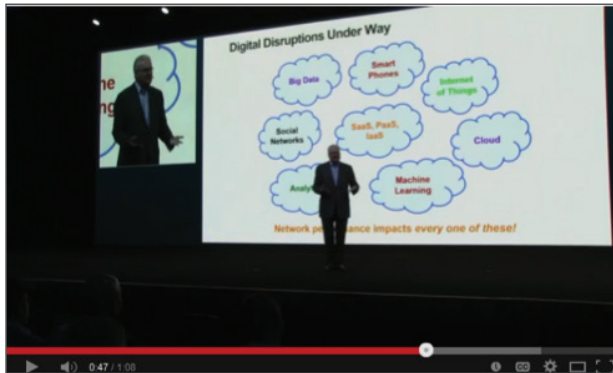 Digital Disruptions Under Way
Big Data
Smart
Phones
Internet
of Things
Social
Networks
SaaS, PaaS,
IaaS
Cloud
Machine
Learning
Network impacts every one of these!
0:47 / 1:08
CC